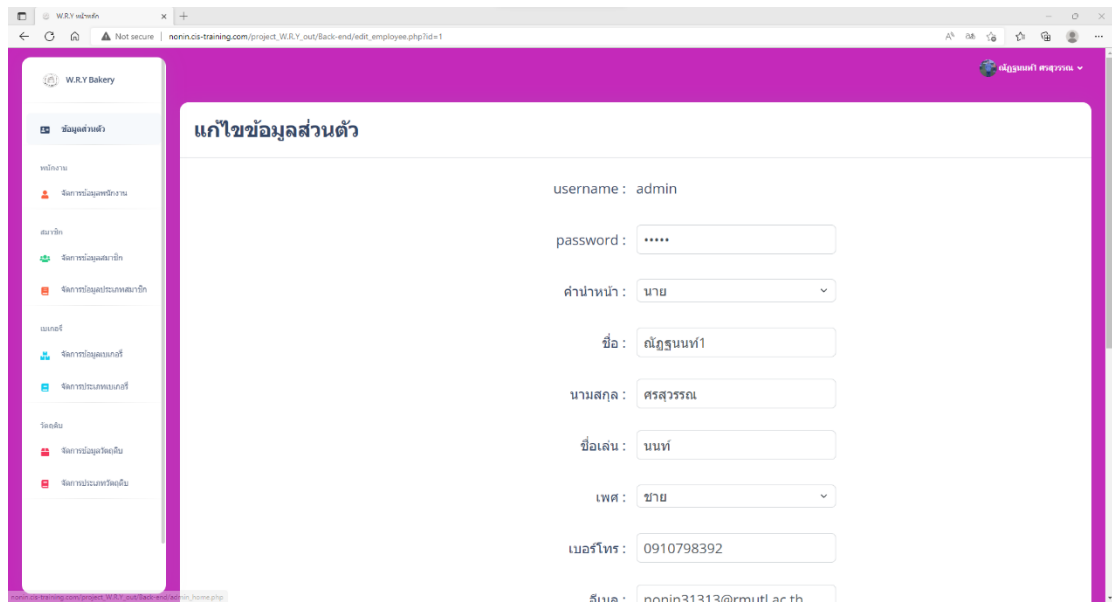 W.R.Y หน้าหลัก
Not secure nonin.cis-training.com/project_W.R.Y_out/Back-end/edit_employee.php?id=1
W.R.Y Bakery
ณัฏฐนนท์1 ศรสุวรรณ
ข้อมูลส่วนตัว
พนักงาน
จัดการข้อมูลพนักงาน
สมาชิก
จัดการข้อมูลสมาชิก
จัดการข้อมูลประเภทสมาชิก
เบเกอรี่
จัดการข้อมูลเบเกอรี่
จัดการประเภทเบเกอรี่
วัตถุดิบ
จัดการข้อมูลวัตถุดิบ
จัดการประเภทวัตถุดิบ
แก้ไขข้อมูลส่วนตัว
username : admin
password : •••••
คำนำหน้า : นาย
ชื่อ : ณัฏฐนนท์1
นามสกุล : ศรสุวรรณ
ชื่อเล่น : นนท์
เพศ : ชาย
เบอร์โทร : 0910798392
อีเมล : nonin31313@rmutl.ac.th
nonin.cis-training.com/project_W.R.Y_out/Back-end/admin_home.php